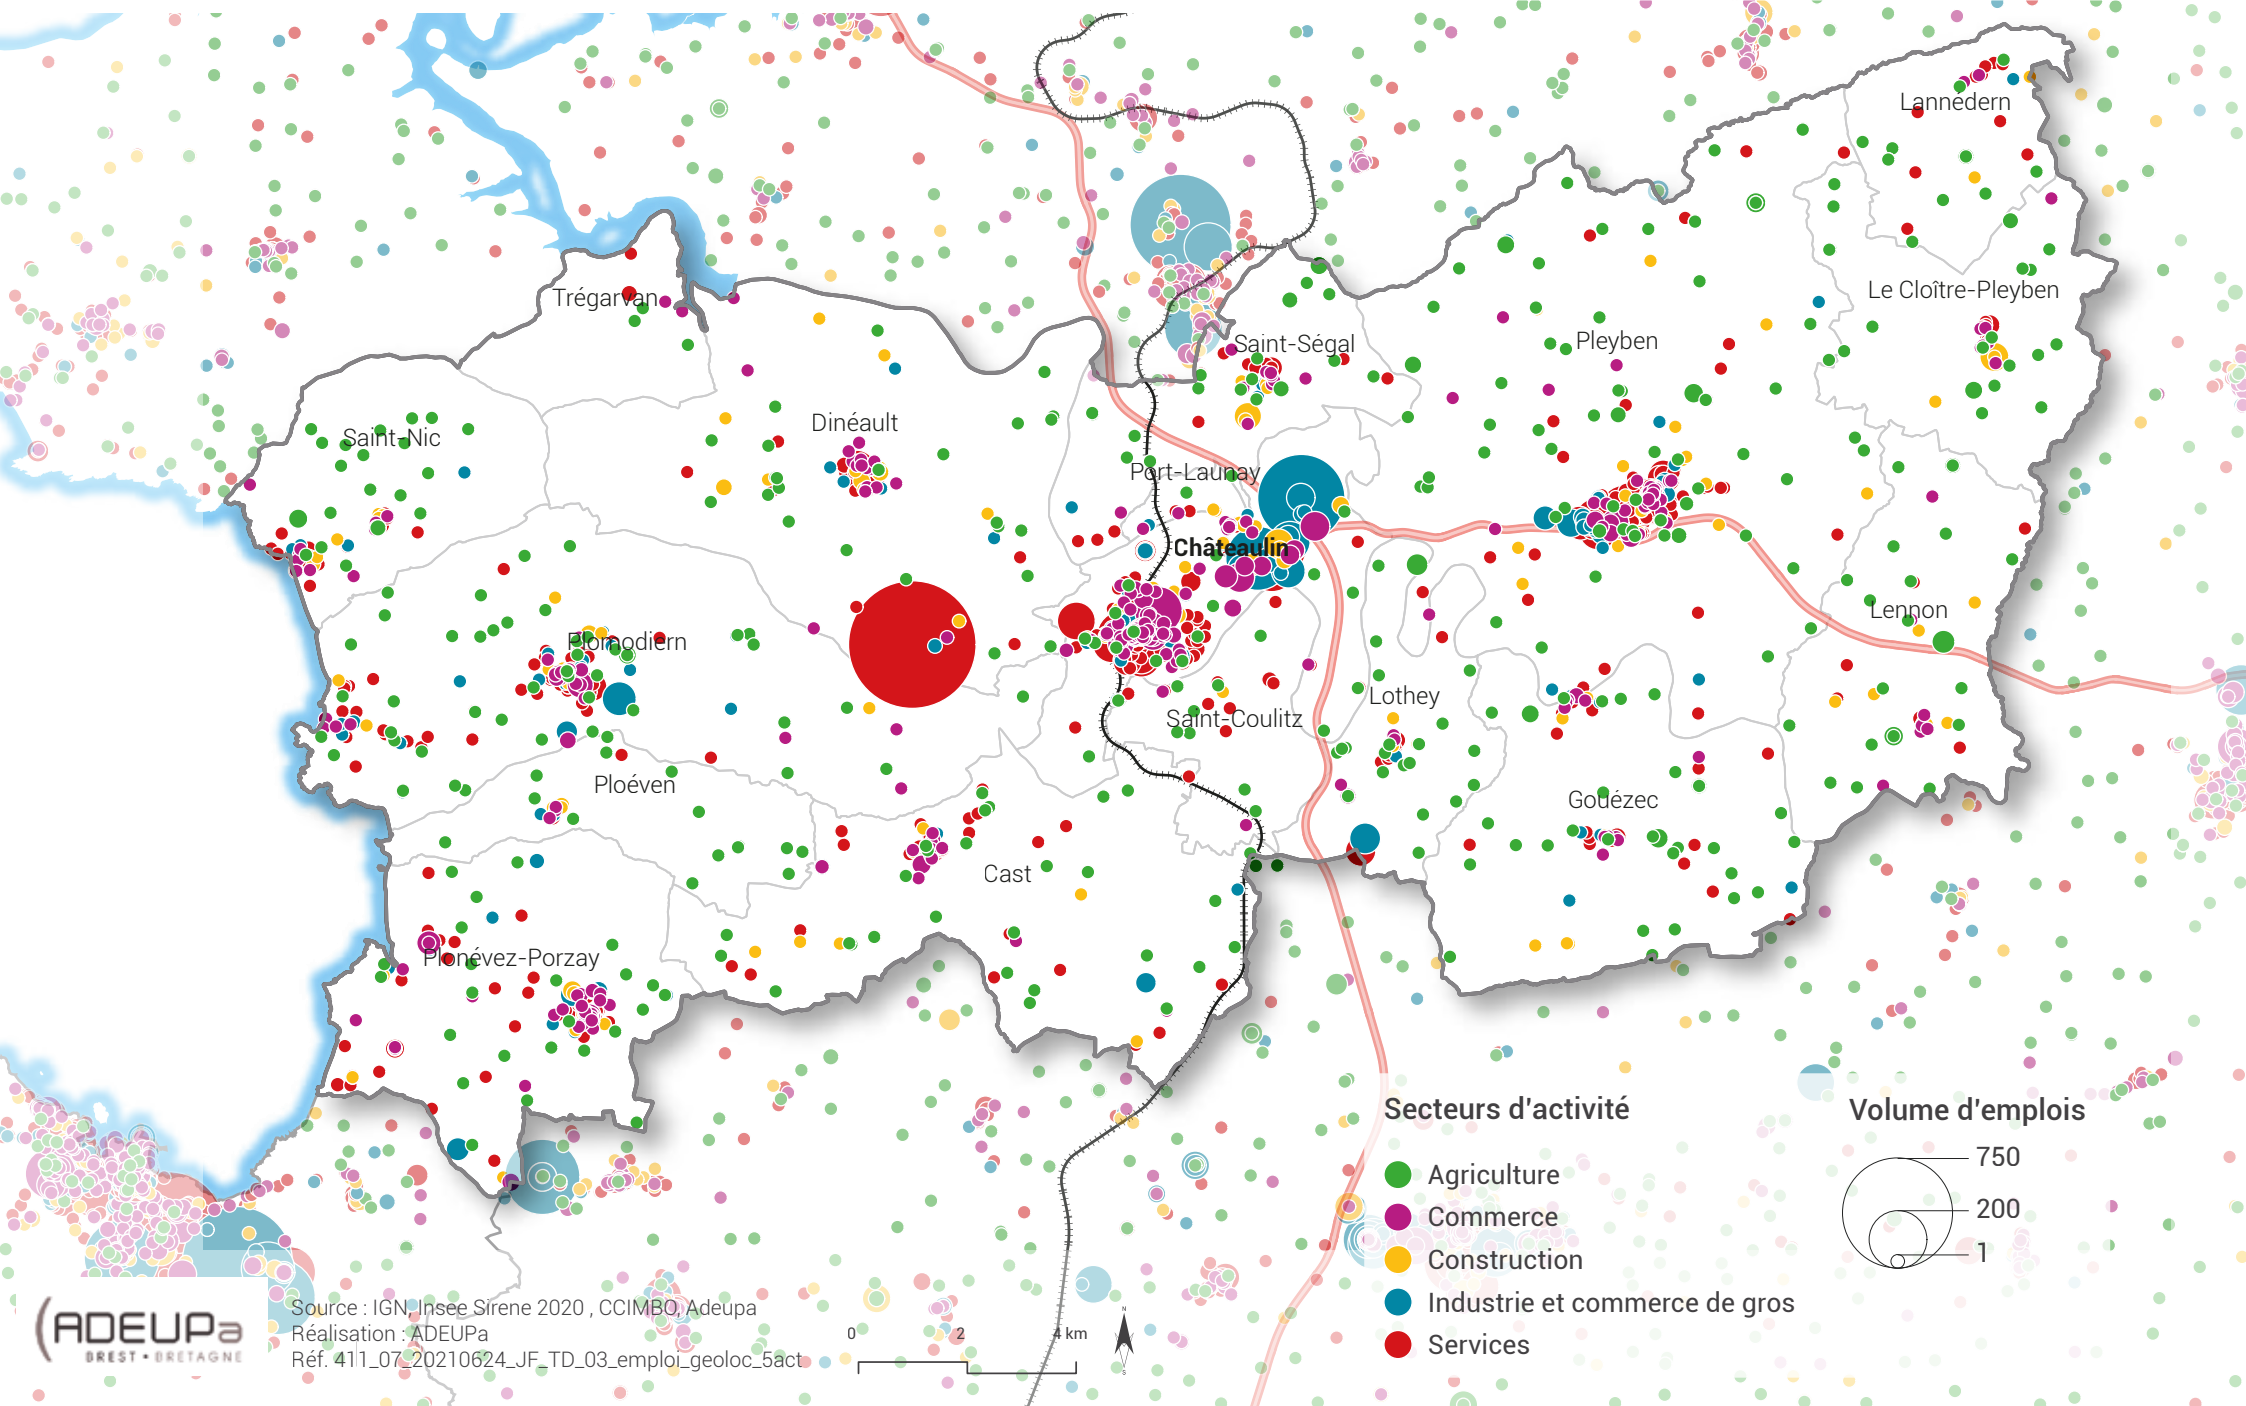 Lannédern
Le Cloître-Pleyben
Trégarvan
Saint-Ségal
Pleyben
Dinéault
Saint-Nic
Port-Launay
Châteaulin
Lennon
Plomodiern
Lothey
Saint-Coulitz
Ploéven
Gouézec
Cast
Plonévez-Porzay
Secteurs d'activité
Agriculture
Commerce
Construction
Industrie et commerce de gros
Services
Volume d'emplois
750
200
1
ADEUPa
BREST • BRETAGNE
Source : IGN, Insee Sirene 2020 , CCIMBO, Adeupa
Réalisation : ADEUPa
Réf. 411_07_20210624_JF_TD_03_emploi_geoloc_5act
0 2 4 km
N
S